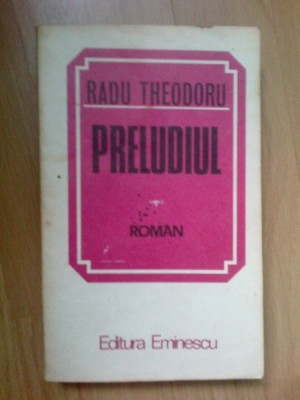 RADU THEODORU
PRELUDIUL
ROMAN
Editura Eminescu